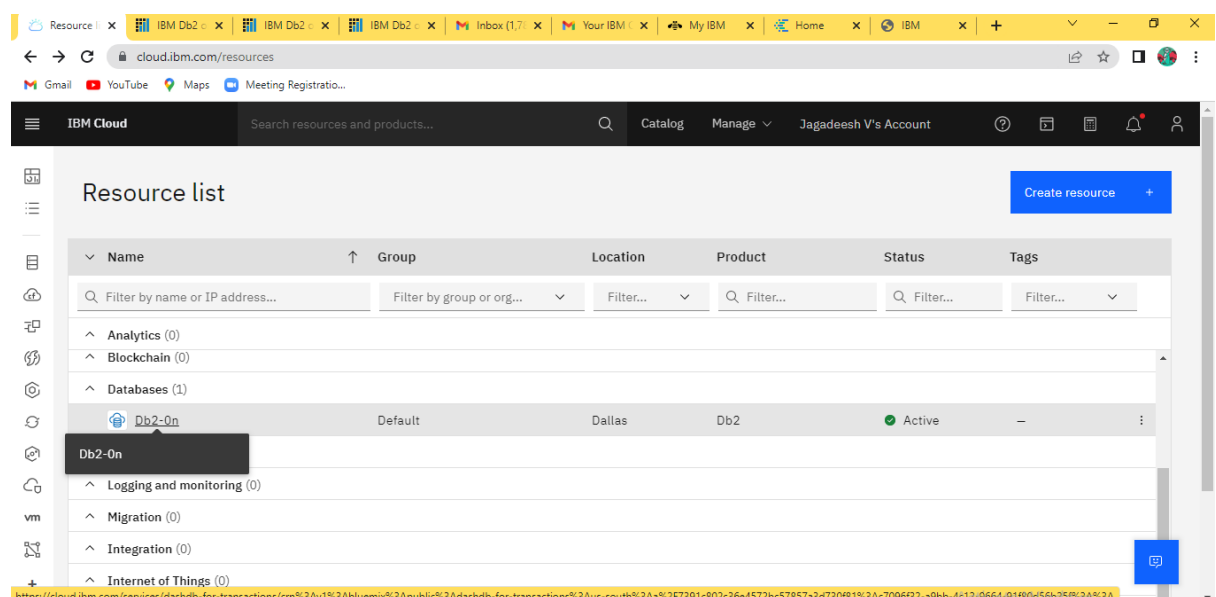 Resource l
IBM Db2 o
IBM Db2 c
IBM Db2 c
Inbox (1,7
Your IBM (
My IBM
Home
IBM
cloud.ibm.com/resources
Gmail
YouTube
Maps
Meeting Registratio...
IBM Cloud
Search resources and products...
Catalog
Manage
Jagadeesh V's Account
Resource list
Create resource +
Name
Group
Location
Product
Status
Tags
Filter by name or IP address...
Filter by group or org...
Filter...
Filter...
Filter...
Filter...
Analytics (0)
Blockchain (0)
Databases (1)
Db2-0n
Default
Dallas
Db2
Active
–
Db2-0n
Logging and monitoring (0)
vm
Migration (0)
Integration (0)
Internet of Things (0)